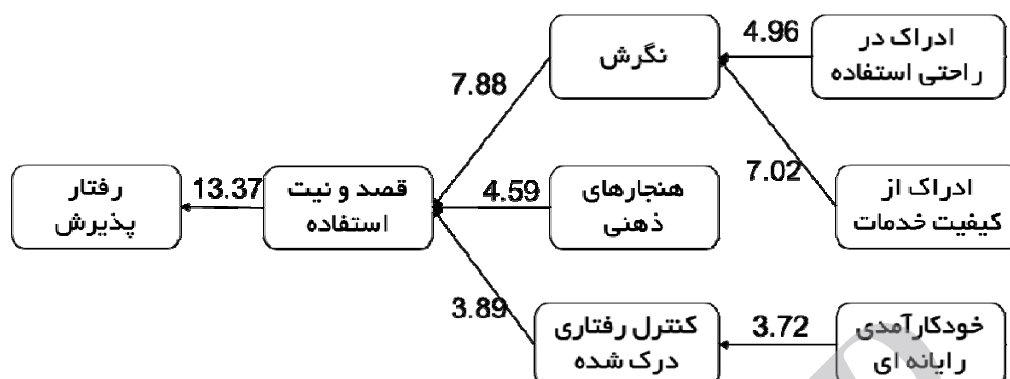 ادراک در
راحتی استفاده
4.96
نگرش
7.88
7.02
ادراک از
کیفیت خدمات
هنجارهای
ذهنی
4.59
قصد و نیت
استفاده
13.37
رفتار
پذیرش
3.89
خودکارآمدی
رایانه ای
3.72
کنترل رفتاری
درک شده